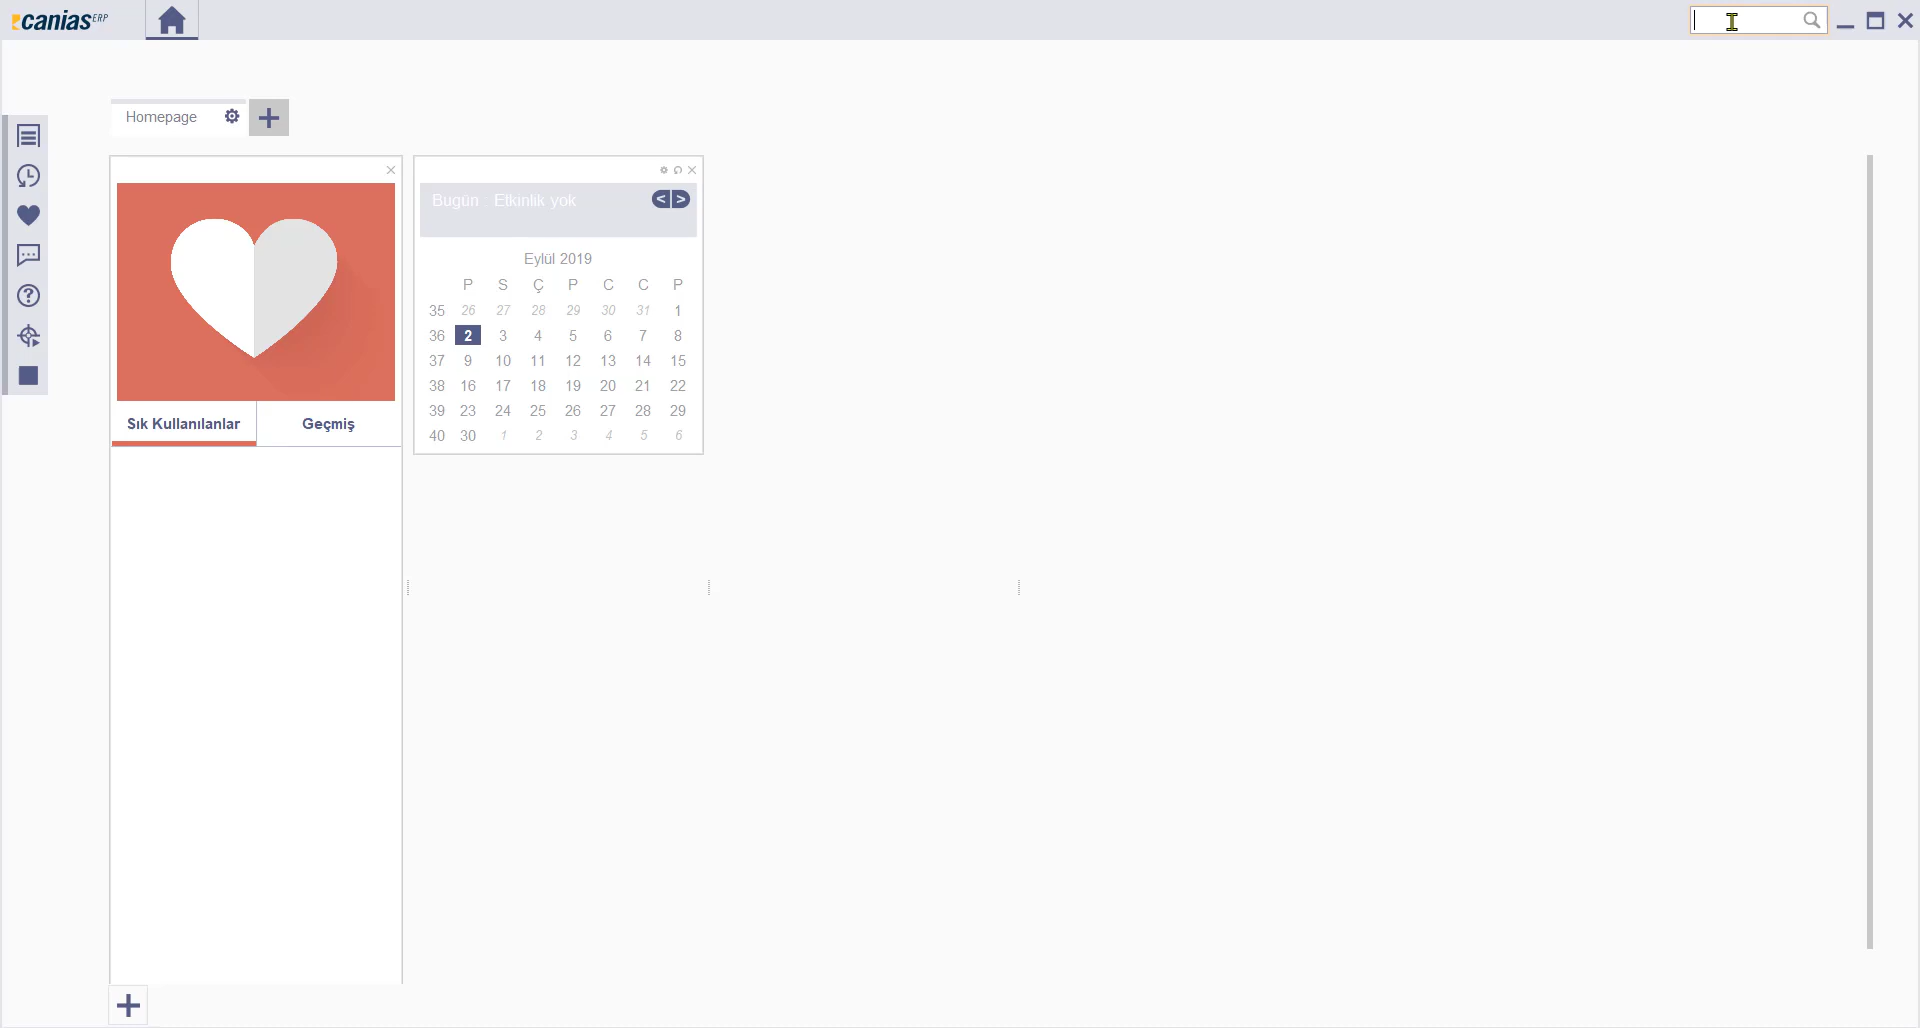 caniasERP
Homepage
Bugün Etkinlik yok
< >
Eylül 2019
P S Ç P C C P
35 26 27 28 29 30 31 1
36 2 3 4 5 6 7 8
37 9 10 11 12 13 14 15
38 16 17 18 19 20 21 22
39 23 24 25 26 27 28 29
40 30 1 2 3 4 5 6
Sık Kullanılanlar Geçmiş